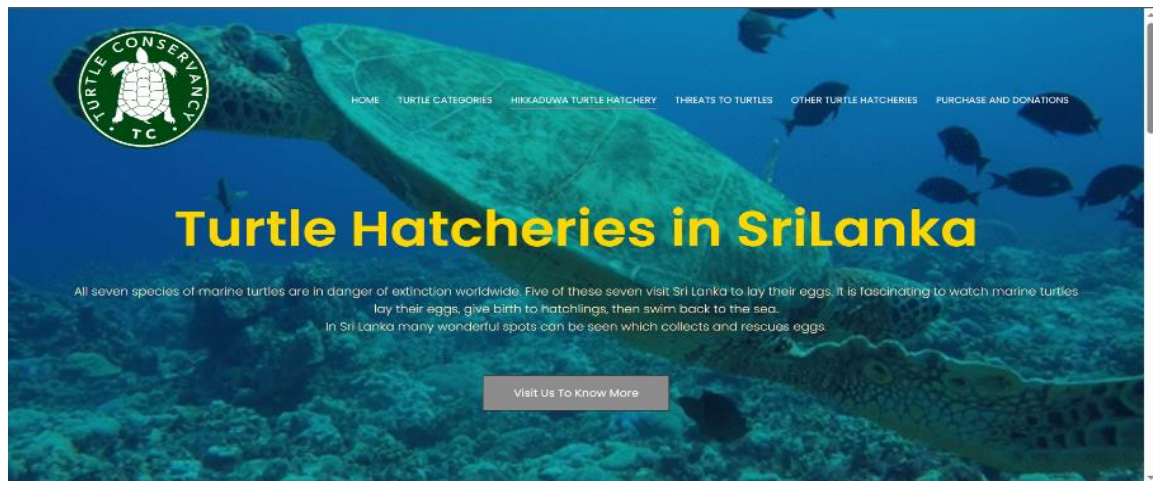 TURTLE CONSERVANCY
TC
HOME TURTLE CATEGORIES HIKKADUWA TURTLE HATCHERY THREATS TO TURTLES OTHER TURTLE HATCHERIES PURCHASE AND DONATIONS
Turtle Hatcheries in SriLanka
All seven species of marine turtles are in danger of extinction worldwide. Five of these seven visit Sri Lanka to lay their eggs. It is fascinating to watch marine turtles
lay their eggs, give birth to hatchlings, then swim back to the sea.
In Sri Lanka many wonderful spots can be seen which collects and rescues eggs.
Visit Us To Know More